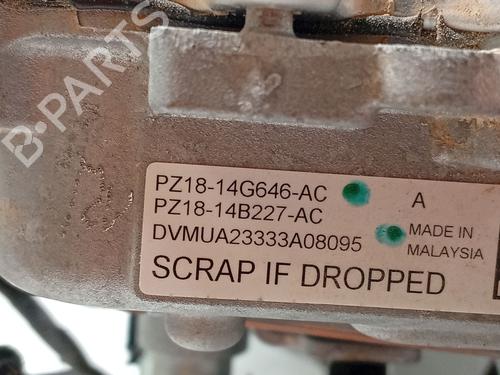 B-PARTS
PZ18-14G646-AC A
PZ18-14B227-AC
DVMUA23333A08095 MADE IN
MALAYSIA
SCRAP IF DROPPED